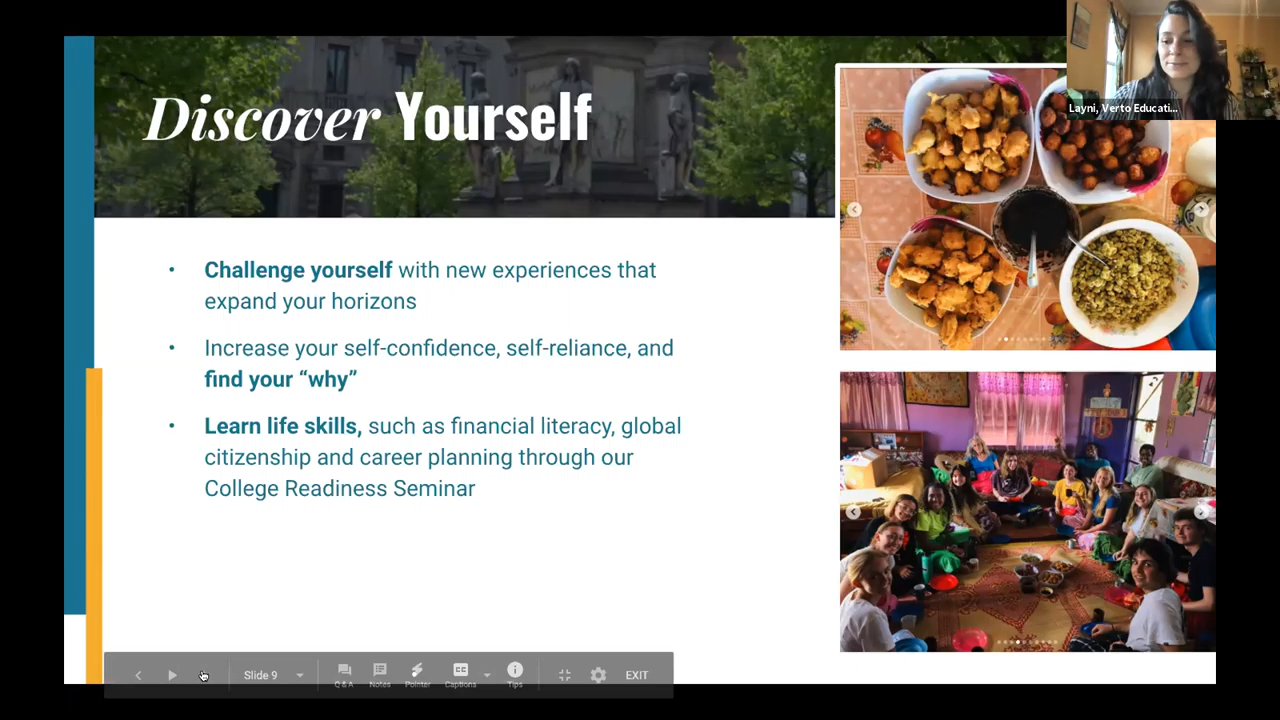 Discover Yourself
Layni, Verto Educati...
• Challenge yourself with new experiences that
expand your horizons
• Increase your self-confidence, self-reliance, and
find your “why”
• Learn life skills, such as financial literacy, global
citizenship and career planning through our
College Readiness Seminar
Slide 9
Q & A
Notes
Pointer
Captions
CC
Tips
EXIT